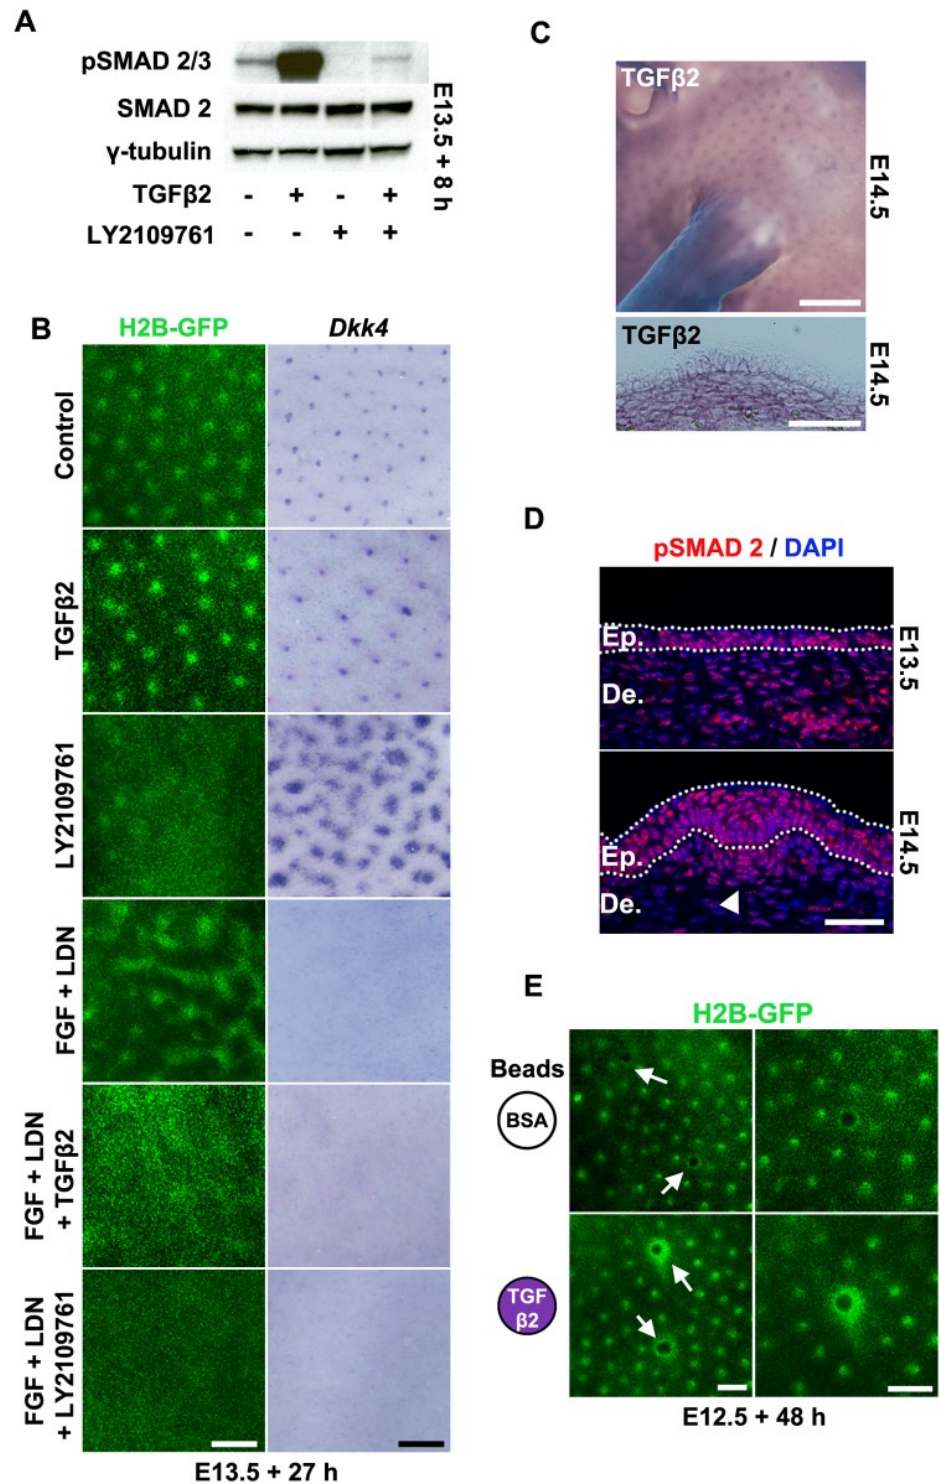 A
pSMAD 2/3
SMAD 2
γ-tubulin
TGFβ2 - + - +
LY2109761 - - + +
E13.5 + 8 h
B
H2B-GFP Dkk4
Control
TGFβ2
LY2109761
FGF + LDN
FGF + LDN
+ TGFβ2
FGF + LDN
+ LY2109761
E13.5 + 27 h
C
TGFβ2
E14.5
TGFβ2
E14.5
D
pSMAD 2 / DAPI
Ep.
De.
E13.5
Ep.
De.
E14.5
E
H2B-GFP
Beads
BSA
TGF
β2
E12.5 + 48 h